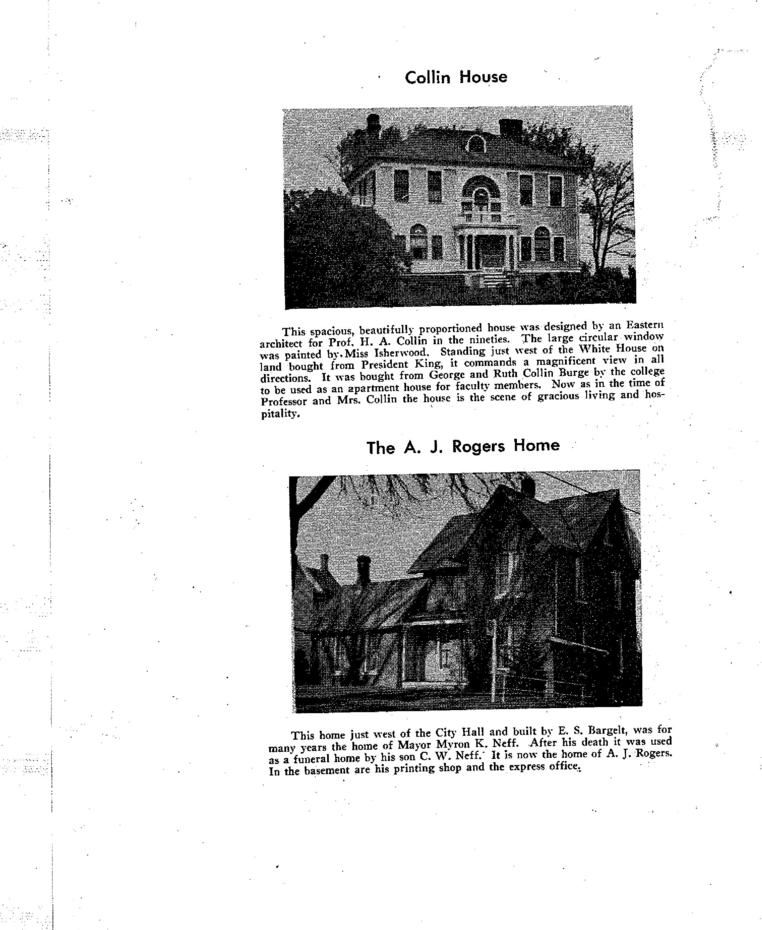 Collin House
This spacious, beautifully proportioned house was designed by an Eastern
architect for Prof. H. A. Collin in the nineties. The large circular window
was painted by Miss Isherwood. Standing just west of the White House on
land bought from President King, it commands a magnificent view in all
directions. It was bought from George and Ruth Collin Burge by the college
to be used as an apartment house for faculty members. Now as in the time of
Professor and Mrs. Collin the house is the scene of gracious living and hos-
pitality.
The A. J. Rogers Home
This home just west of the City Hall and built by E. S. Bargelt, was for
many years the home of Mayor Myron K. Neff. After his death it was used
as a funeral home by his son C. W. Neff. It is now the home of A. J. Rogers.
In the basement are his printing shop and the express office.